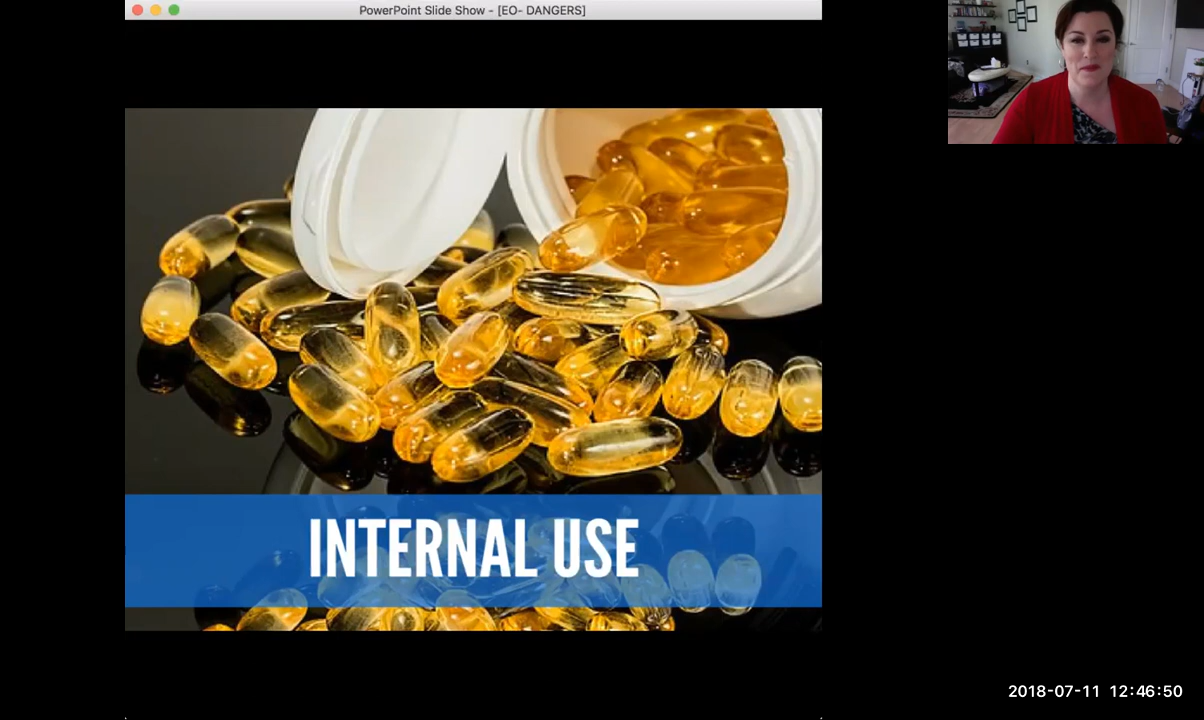 PowerPoint Slide Show - [EO- DANGERS]
INTERNAL USE
2018-07-11 12:46:50